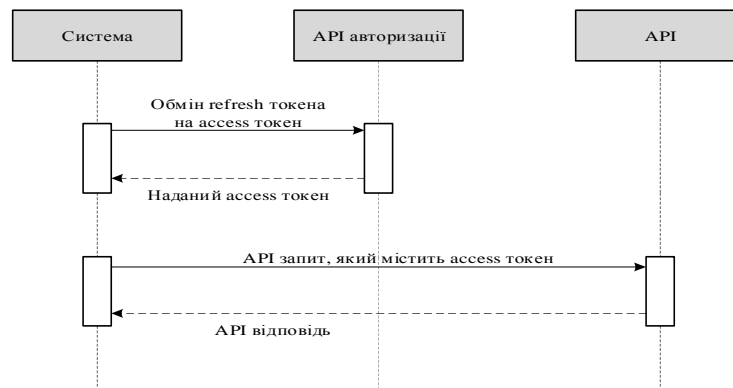 Система
API авторизації
API
Обмін refresh токена
на access токен
Наданий access токен
API запит, який містить access токен
API відповідь